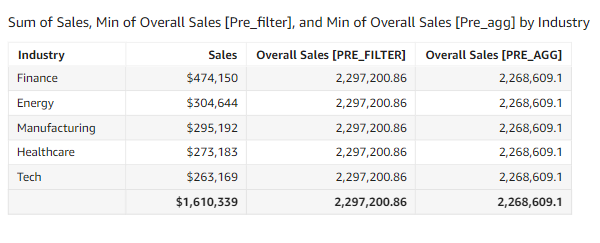 Sum of Sales, Min of Overall Sales [Pre_filter], and Min of Overall Sales [Pre_agg] by Industry
Industry Sales Overall Sales [PRE_FILTER] Overall Sales [PRE_AGG]
Finance $474,150 2,297,200.86 2,268,609.1
Energy $304,644 2,297,200.86 2,268,609.1
Manufacturing $295,192 2,297,200.86 2,268,609.1
Healthcare $273,183 2,297,200.86 2,268,609.1
Tech $263,169 2,297,200.86 2,268,609.1
$1,610,339 2,297,200.86 2,268,609.1